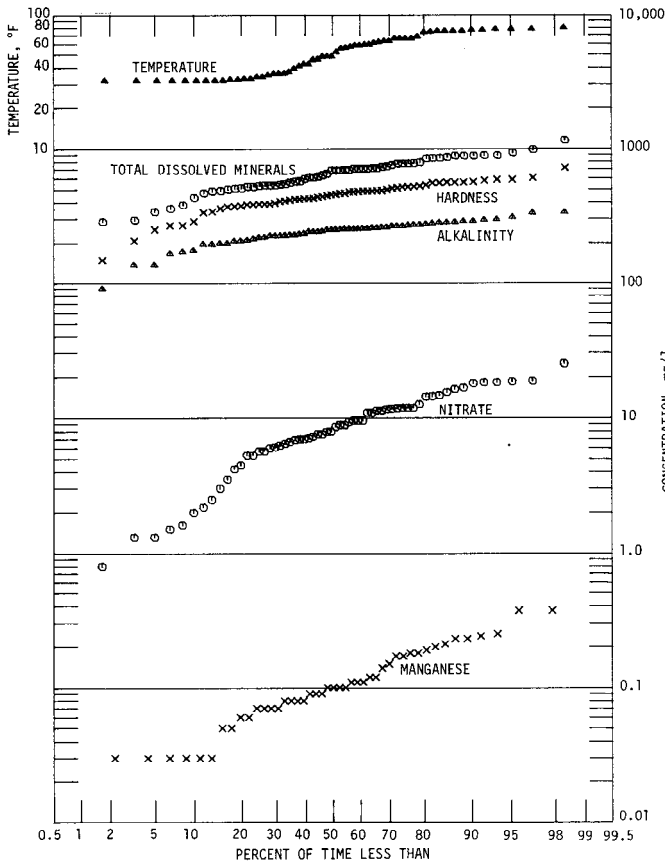 TEMPERATURE, °F
100
80
60
40
20
10
10,000
1000
100
10
1.0
0.1
0.01
TEMPERATURE
TOTAL DISSOLVED MINERALS
HARDNESS
ALKALINITY
NITRATE
MANGANESE
0.5 1 2 5 10 20 30 40 50 60 70 80 90 95 98 99 99.5
PERCENT OF TIME LESS THAN